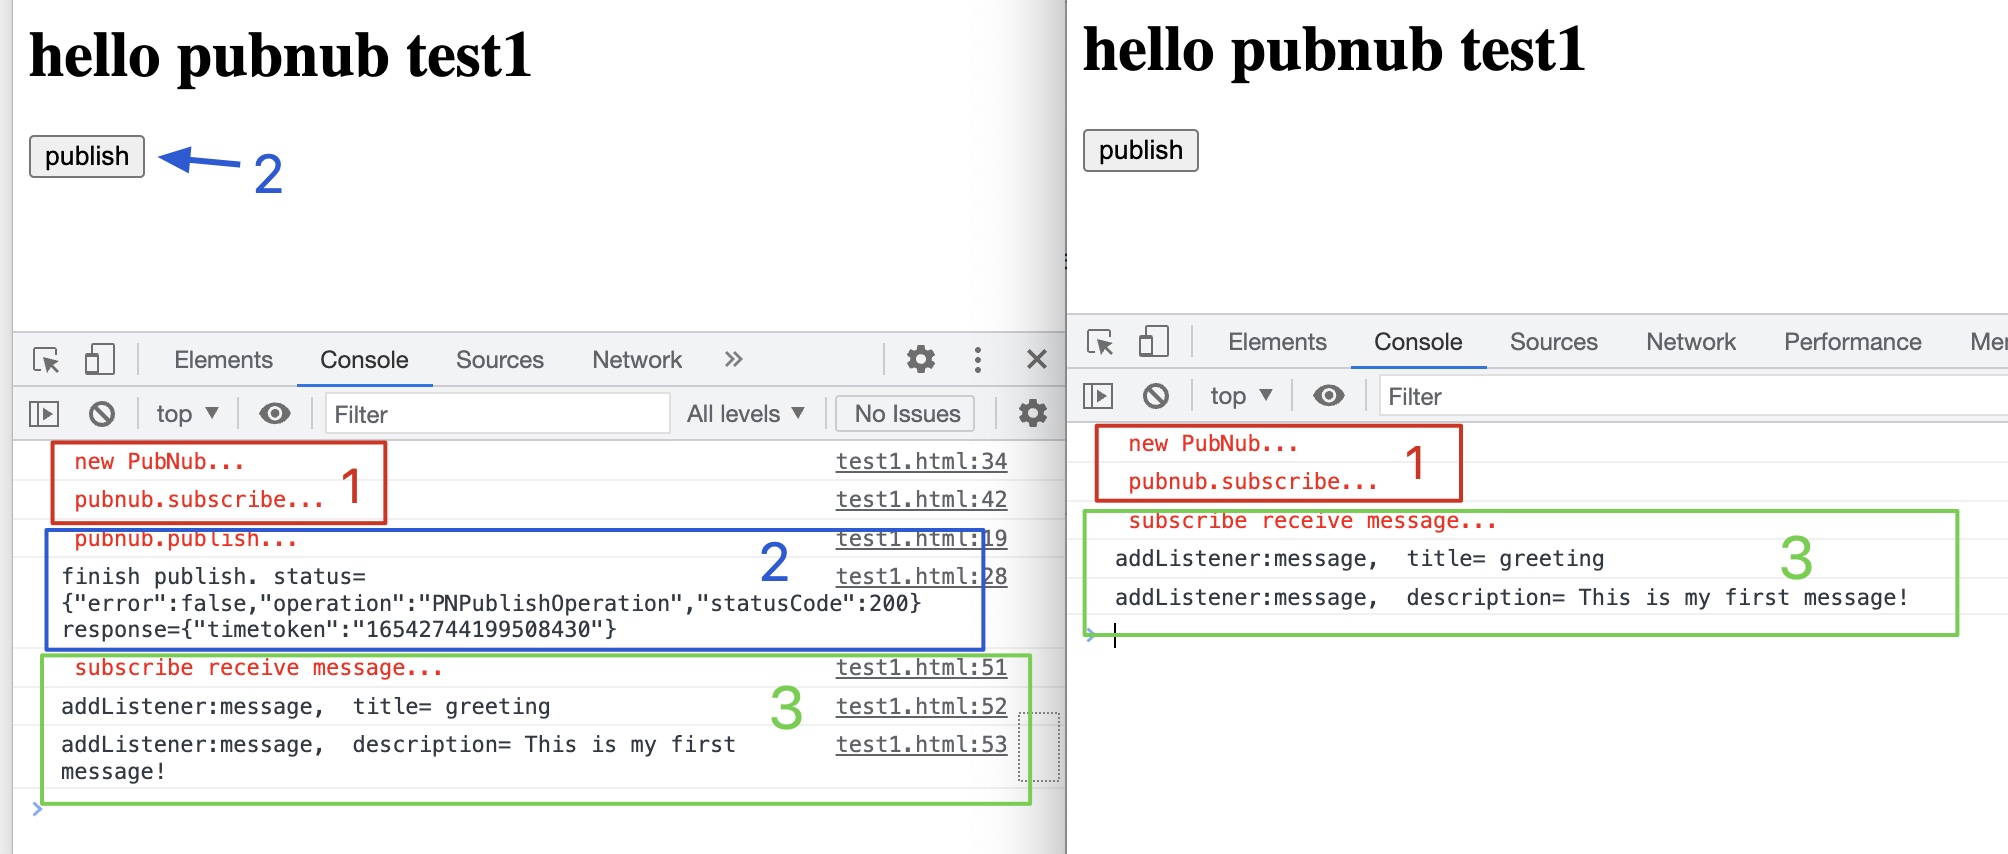 hello pubnub test1
publish
2
Elements Console Sources Network »
top ▼ Filter All levels ▼ No Issues
new PubNub... test1.html:34
1
pubnub.subscribe... test1.html:42
pubnub.publish... test1.html:19
2
finish publish. status= test1.html:28
{"error":false,"operation":"PNPublishOperation","statusCode":200}
response={"timetoken":"16542744199508430"}
subscribe receive message... test1.html:51
3
addListener:message,  title= greeting test1.html:52
addListener:message,  description= This is my first test1.html:53
message!
>
hello pubnub test1
publish
Elements Console Sources Network Performance
top ▼ Filter
new PubNub...
1
pubnub.subscribe...
subscribe receive message...
3
addListener:message,  title= greeting
addListener:message,  description= This is my first message!
>